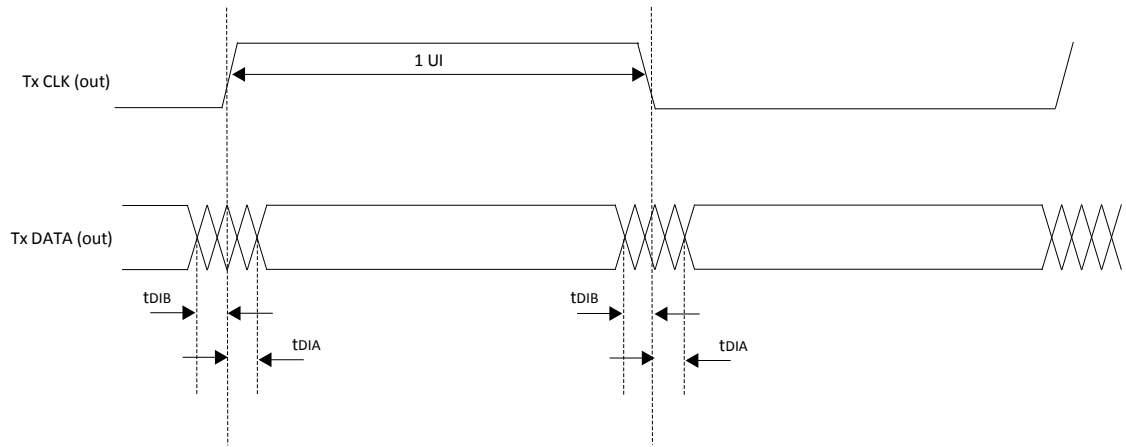 1 UI
Tx CLK (out)
Tx DATA (out)
tDIB
tDIB
tDIA
tDIA